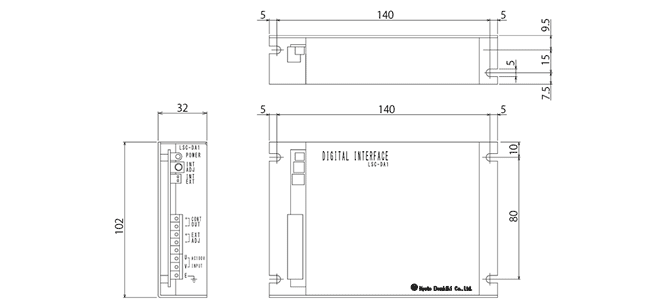 5
140
5
9.5
5
15
7.5
32
5
140
5
LSC-DA1
POWER
INT
ADJ
INT
EXT
102
CONT
OUT
EXT
ADJ
AC100V
INPUT
U
V
E
DIGITAL INTERFACE
LSC-DA1
10
80
Kyoto Denkiki Co., Ltd.